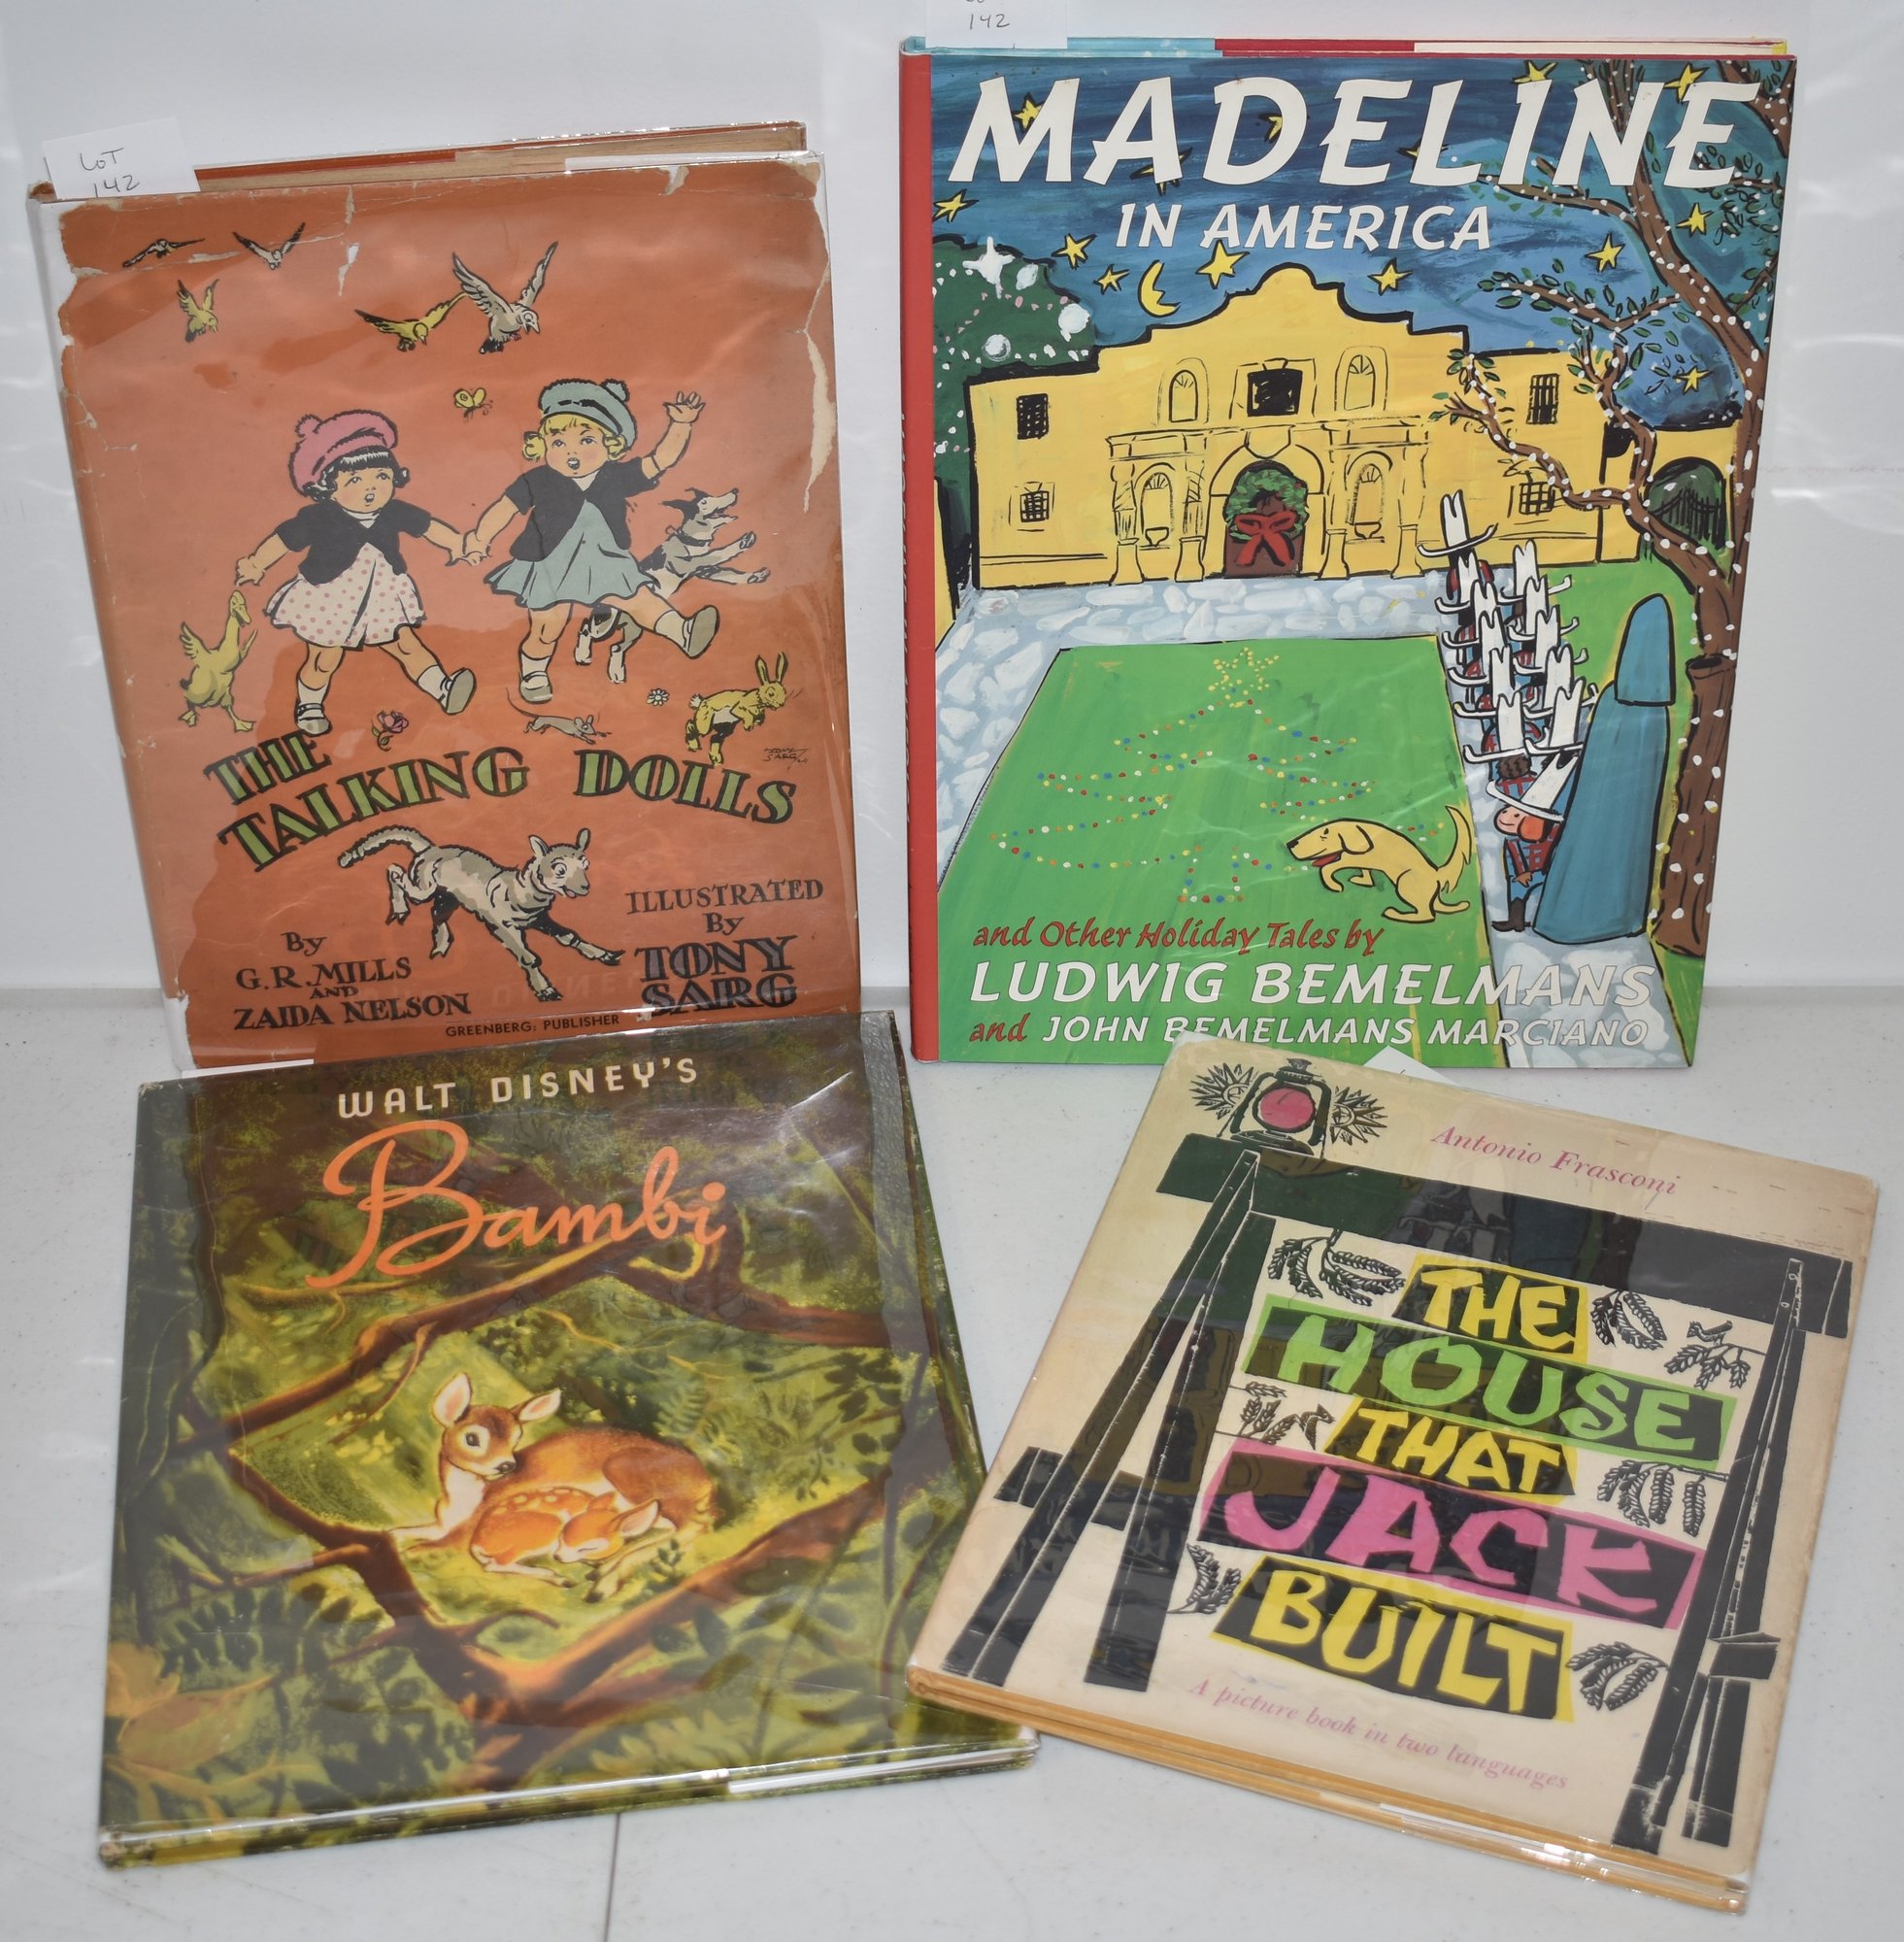 LOT
142
THE
TALKING DOLLS
By
G.R. MILLS
AND
ZAIDA NELSON
ILLUSTRATED
By
TONY
SARG
GREENBERG: PUBLISHER
TONY
SARG
142
MADELINE
IN AMERICA
and Other Holiday Tales by
LUDWIG BEMELMANS
and JOHN BEMELMANS MARCIANO
WALT DISNEY'S
Bambi
Antonio Frasconi
THE
HOUSE
THAT
JACK
BUILT
A picture book in two languages